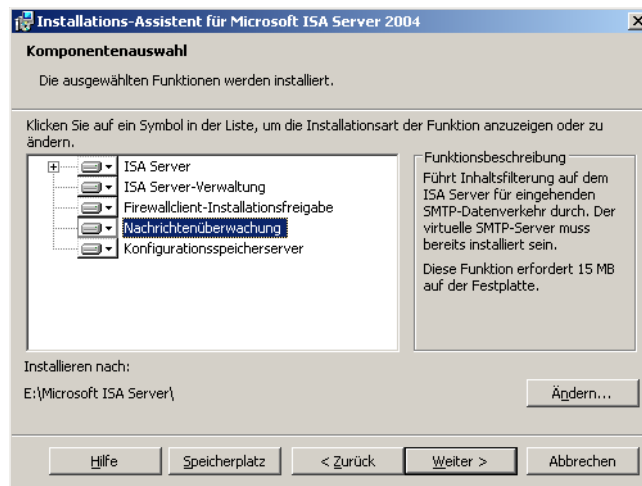 Installations-Assistent für Microsoft ISA Server 2004
Komponentenauswahl
Die ausgewählten Funktionen werden installiert.
Klicken Sie auf ein Symbol in der Liste, um die Installationsart der Funktion anzuzeigen oder zu
ändern.
ISA Server
ISA Server-Verwaltung
Firewallclient-Installationsfreigabe
Nachrichtenüberwachung
Konfigurationsspeicherserver
Funktionsbeschreibung
Führt Inhaltsfilterung auf dem
ISA Server für eingehenden
SMTP-Datenverkehr durch. Der
virtuelle SMTP-Server muss
bereits installiert sein.
Diese Funktion erfordert 15 MB
auf der Festplatte.
Installieren nach:
E:\Microsoft ISA Server\
Ändern...
Hilfe
Speicherplatz
< Zurück
Weiter >
Abbrechen